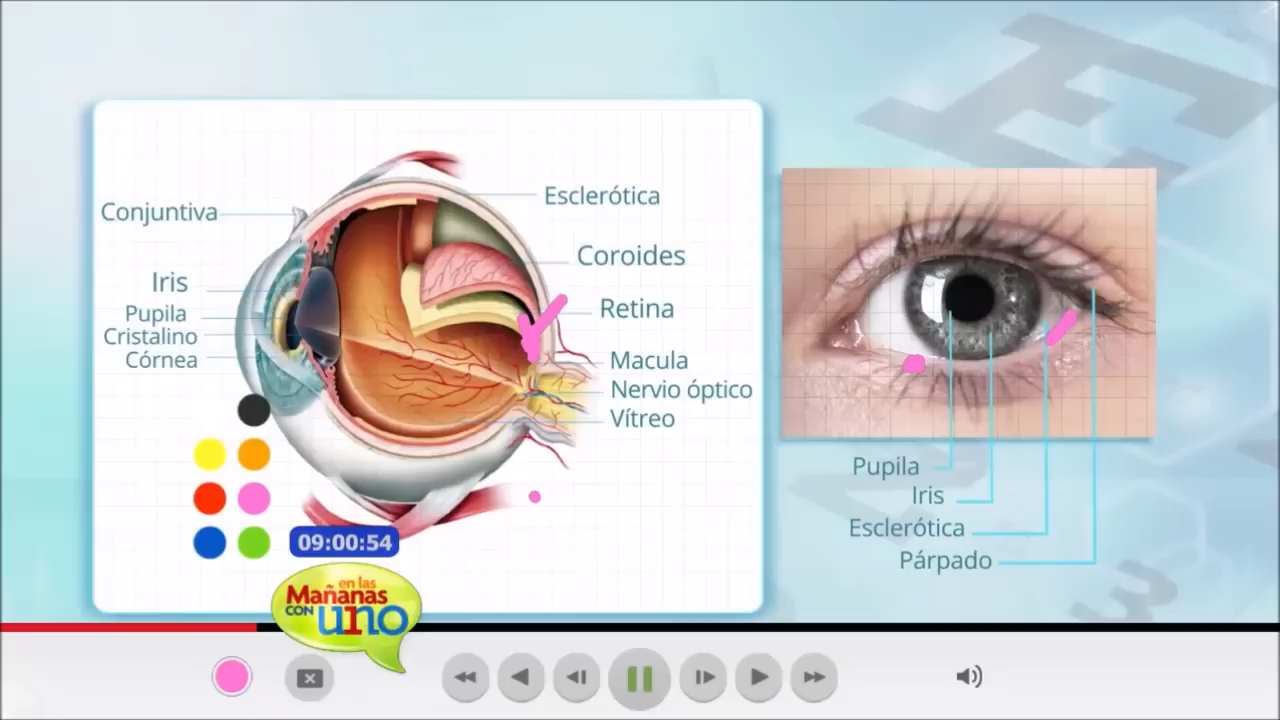 Conjuntiva
Iris
Pupila
Cristalino
Córnea
Esclerótica
Coroides
Retina
Macula
Nervio óptico
Vítreo
Pupila
Iris
Esclerótica
Párpado
09:00:54
en las
Mañanas
CON uno